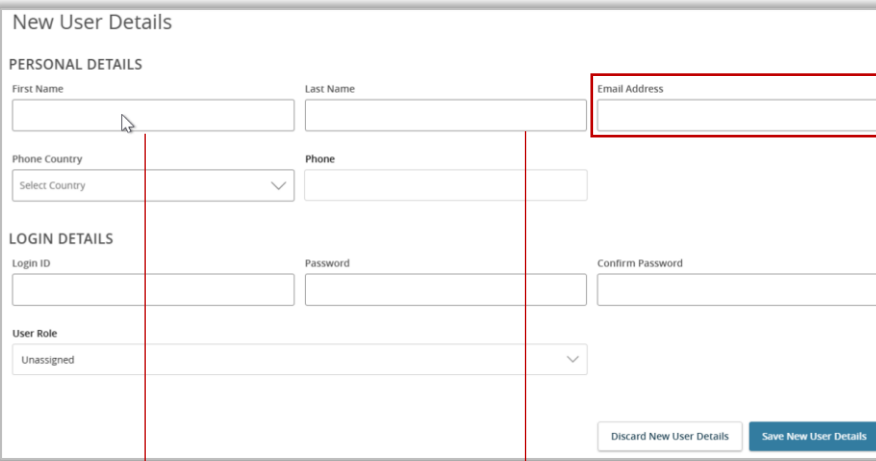 New User Details
PERSONAL DETAILS
First Name Last Name Email Address
Phone Country Phone
Select Country
LOGIN DETAILS
Login ID Password Confirm Password
User Role
Unassigned
Discard New User Details Save New User Details